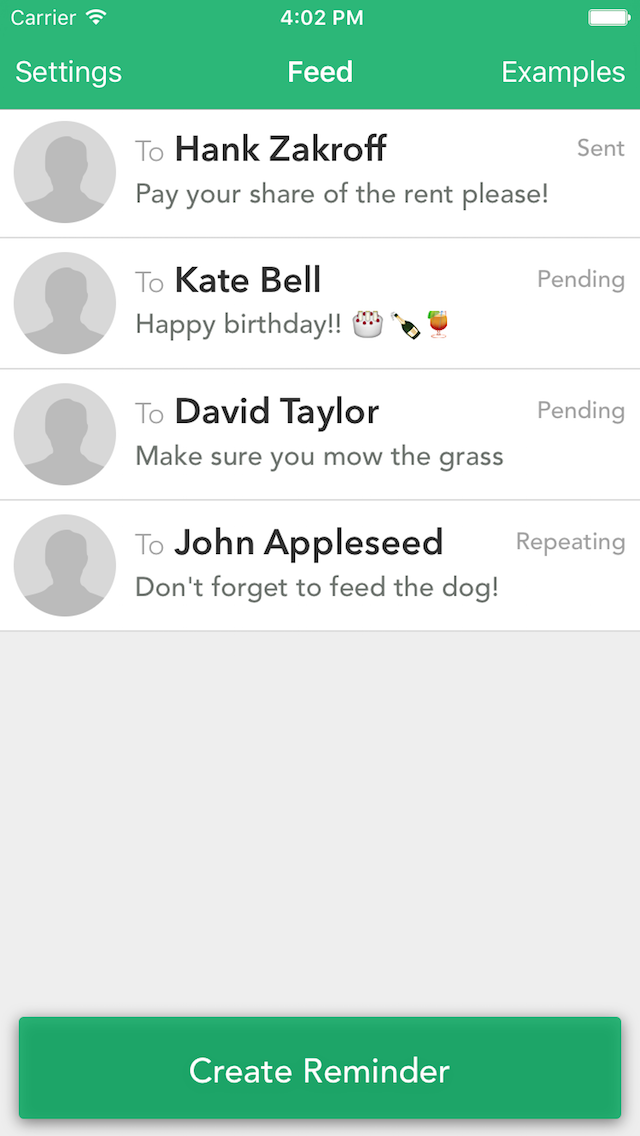 Carrier 4:02 PM
Settings Feed Examples
To Hank Zakroff Sent
Pay your share of the rent please!
To Kate Bell Pending
Happy birthday!! 🎂🍾🍹
To David Taylor Pending
Make sure you mow the grass
To John Appleseed Repeating
Don't forget to feed the dog!
Create Reminder